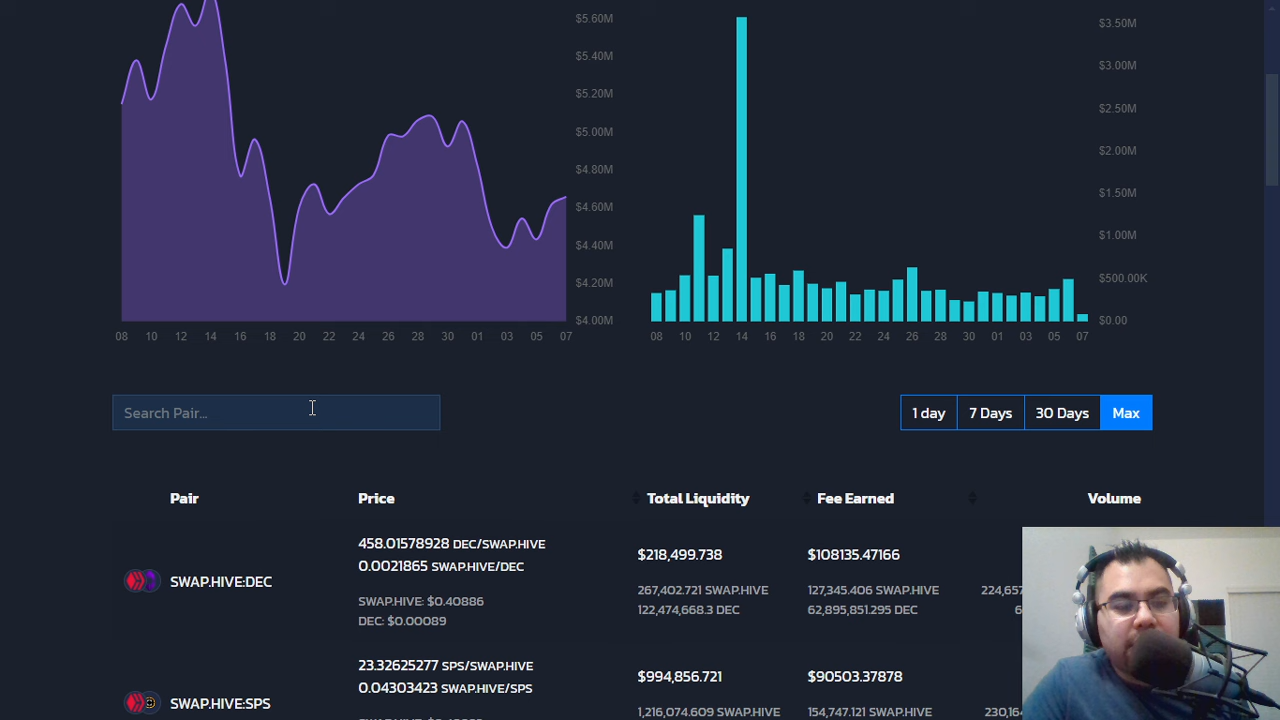 $5.60M
$5.40M
$5.20M
$5.00M
$4.80M
$4.60M
$4.40M
$4.20M
$4.00M
08 10 12 14 16 18 20 22 24 26 28 30 01 03 05 07
$3.50M
$3.00M
$2.50M
$2.00M
$1.50M
$1.00M
$500.00K
$0.00
08 10 12 14 16 18 20 22 24 26 28 30 01 03 05 07
Search Pair...
1 day 7 Days 30 Days Max
Pair Price Total Liquidity Fee Earned Volume
SWAP.HIVE:DEC
458.01578928 DEC/SWAP.HIVE
0.0021865 SWAP.HIVE/DEC
SWAP.HIVE: $0.40886
DEC: $0.00089
$218,499.738
267,402.721 SWAP.HIVE
122,474,668.3 DEC
$108135.47166
127,345.406 SWAP.HIVE
62,895,851.295 DEC
224,657
6
SWAP.HIVE:SPS
23.32625277 SPS/SWAP.HIVE
0.04303423 SWAP.HIVE/SPS
$994,856.721
1,216,074.609 SWAP.HIVE
$90503.37878
154,747.121 SWAP.HIVE
230,164